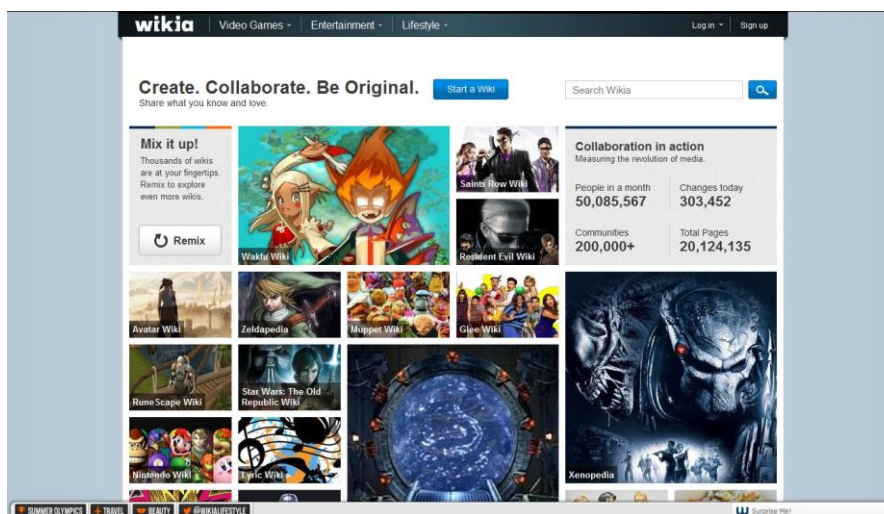 wikia
Video Games
Entertainment
Lifestyle
Log in
Sign up
Create. Collaborate. Be Original.
Share what you know and love.
Start a Wiki
Search Wikia
Mix it up!
Thousands of wikis
are at your fingertips.
Remix to explore
even more wikis.
Remix
Wakfu Wiki
Saints Row Wiki
Resident Evil Wiki
Collaboration in action
Measuring the revolution of media.
People in a month
50,085,567
Changes today
303,452
Communities
200,000+
Total Pages
20,124,135
Avatar Wiki
Zeldapedia
Muppet Wiki
Glee Wiki
RuneScape Wiki
Star Wars: The Old
Republic Wiki
Nintendo Wiki
Lyric Wiki
Xenopedia
SUMMER OLYMPICS
TRAVEL
BEAUTY
@WIKIALIFESTYLE
Surprise Me!